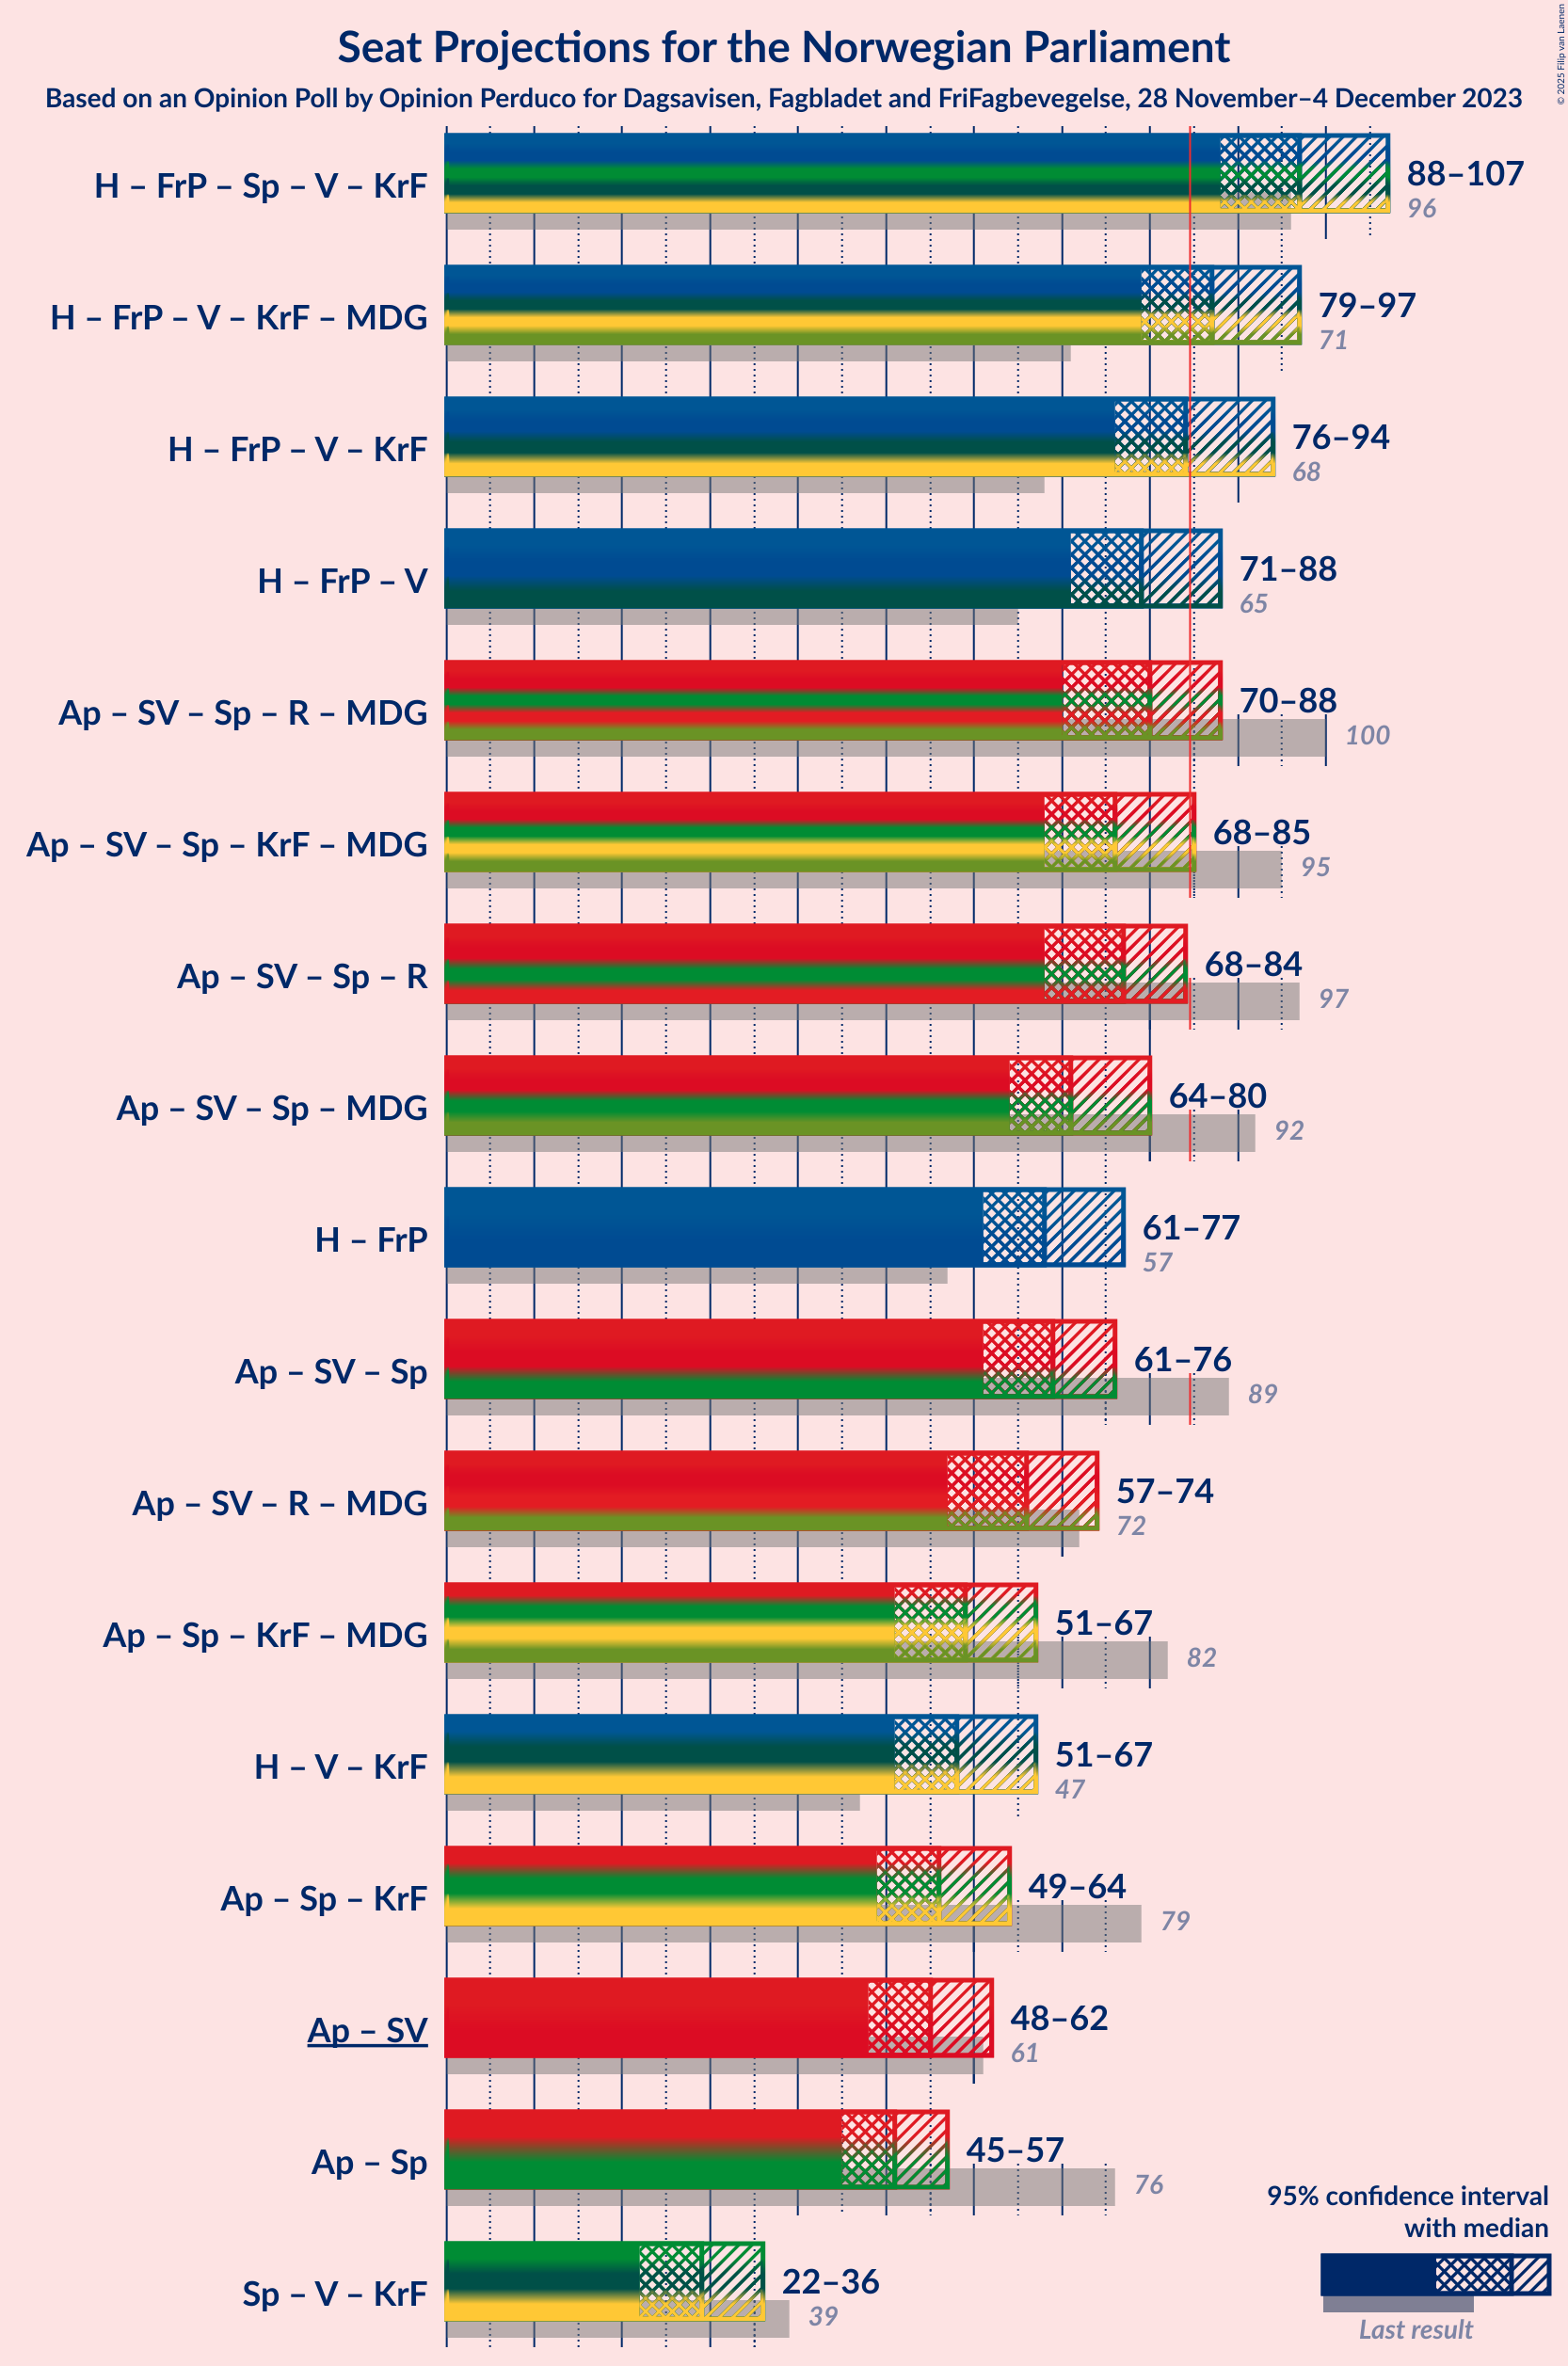 Seat Projections for the Norwegian Parliament
Based on an Opinion Poll by Opinion Perduco for Dagsavisen, Fagbladet and FriFagbevegelse, 28 November–4 December 2023
© 2025 Filip van Laenen
H – FrP – Sp – V – KrF
88–107
96
H – FrP – V – KrF – MDG
79–97
71
H – FrP – V – KrF
76–94
68
H – FrP – V
71–88
65
Ap – SV – Sp – R – MDG
70–88
100
Ap – SV – Sp – KrF – MDG
68–85
95
Ap – SV – Sp – R
68–84
97
Ap – SV – Sp – MDG
64–80
92
H – FrP
61–77
57
Ap – SV – Sp
61–76
89
Ap – SV – R – MDG
57–74
72
Ap – Sp – KrF – MDG
51–67
82
H – V – KrF
51–67
47
Ap – Sp – KrF
49–64
79
Ap – SV
48–62
61
Ap – Sp
45–57
76
Sp – V – KrF
22–36
39
95% confidence interval
with median
Last result